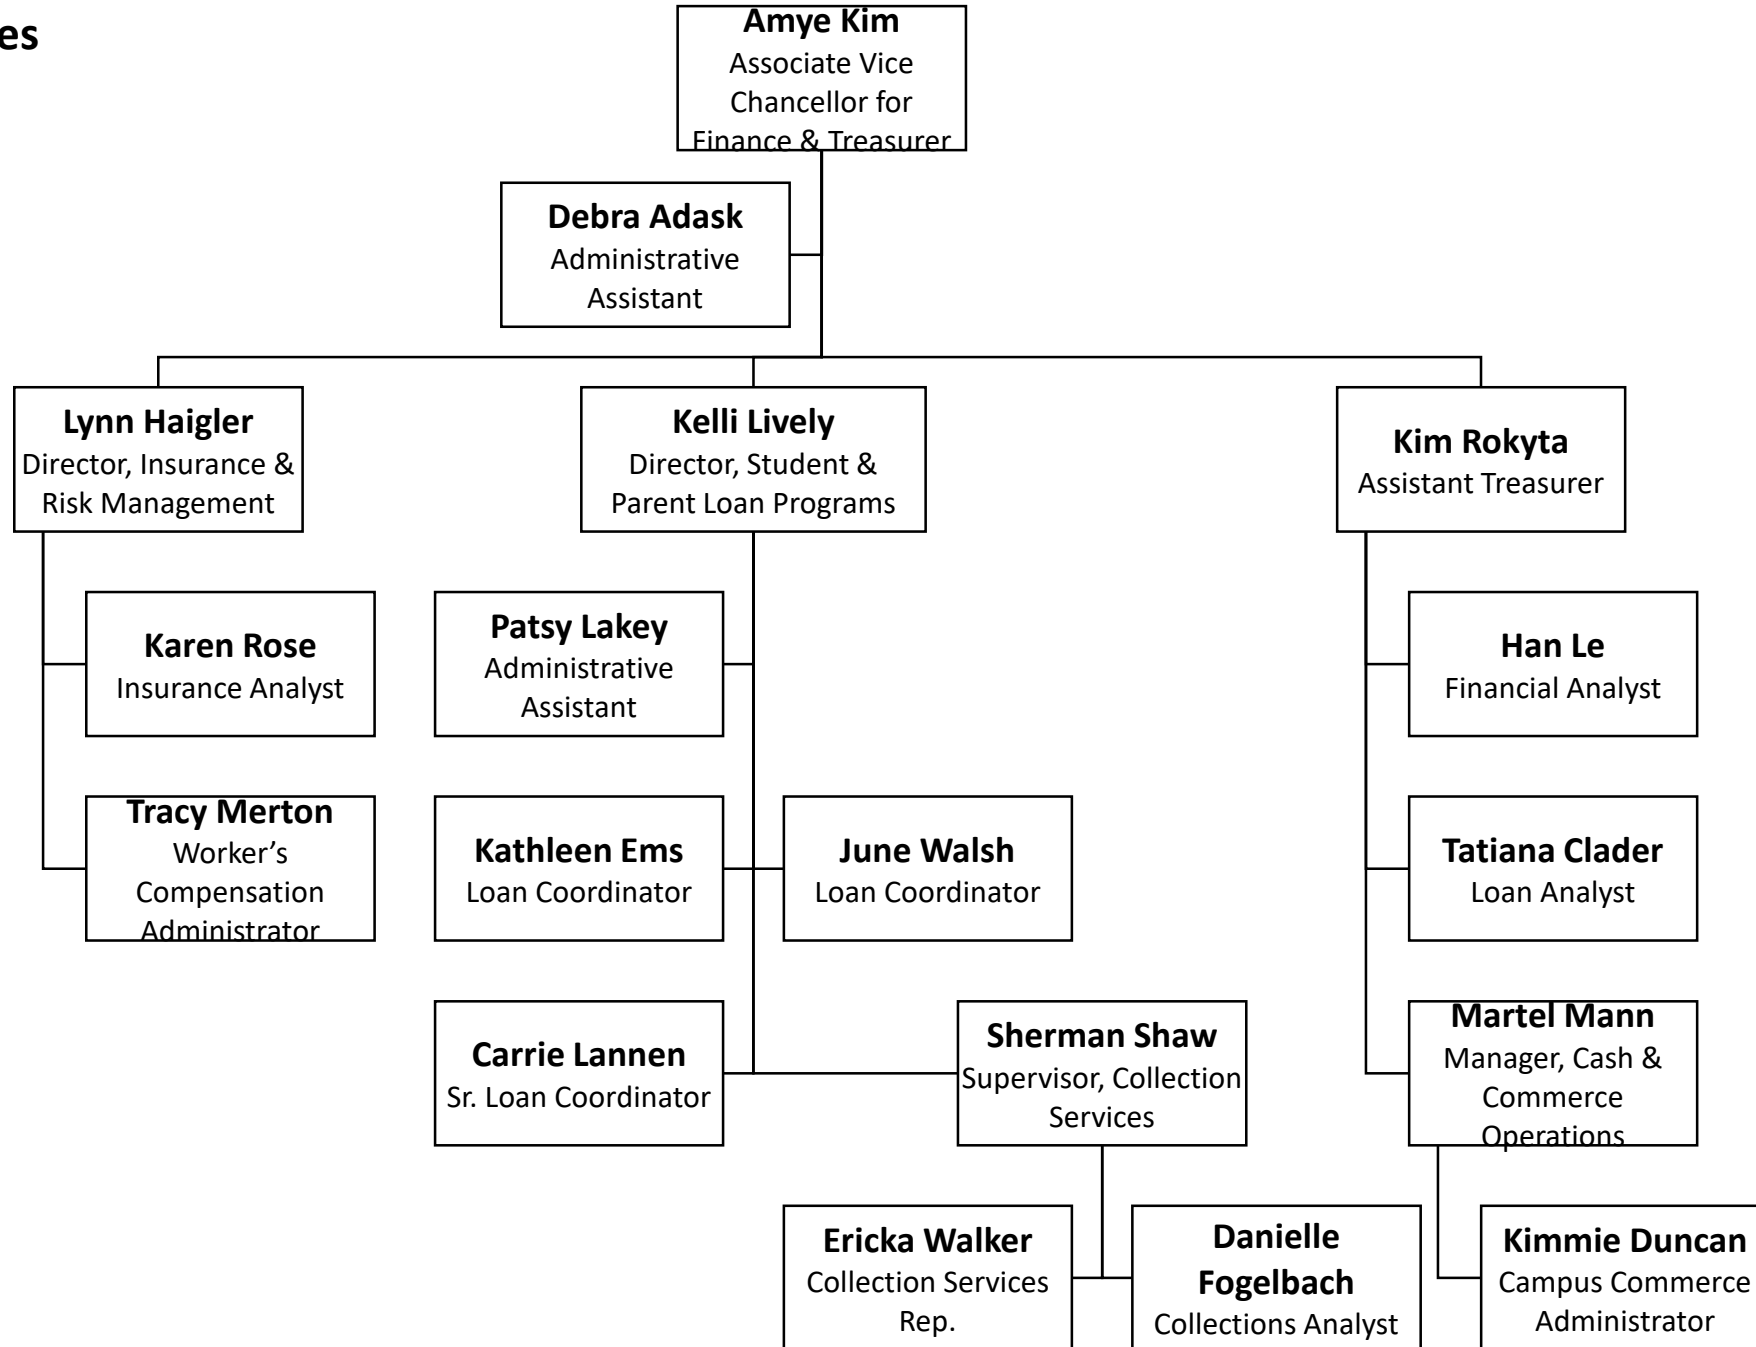 es
Amye Kim
Associate Vice
Chancellor for
Finance & Treasurer
Debra Adask
Administrative
Assistant
Lynn Haigler
Director, Insurance &
Risk Management
Kelli Lively
Director, Student &
Parent Loan Programs
Kim Rokyta
Assistant Treasurer
Karen Rose
Insurance Analyst
Patsy Lakey
Administrative
Assistant
Han Le
Financial Analyst
Tracy Merton
Worker’s
Compensation
Administrator
Kathleen Ems
Loan Coordinator
June Walsh
Loan Coordinator
Tatiana Clader
Loan Analyst
Carrie Lannen
Sr. Loan Coordinator
Sherman Shaw
Supervisor, Collection
Services
Martel Mann
Manager, Cash &
Commerce
Operations
Ericka Walker
Collection Services
Rep.
Danielle
Fogelbach
Collections Analyst
Kimmie Duncan
Campus Commerce
Administrator